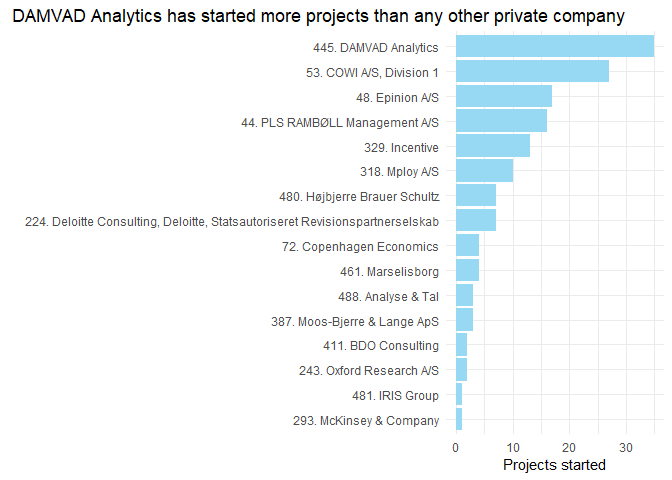 DAMVAD Analytics has started more projects than any other private company
445. DAMVAD Analytics
53. COWI A/S, Division 1
48. Epinion A/S
44. PLS RAMBØLL Management A/S
329. Incentive
318. Mploy A/S
480. Højbjerre Brauer Schultz
224. Deloitte Consulting, Deloitte, Statsautoriseret Revisionspartnerselskab
72. Copenhagen Economics
461. Marselisborg
488. Analyse & Tal
387. Moos-Bjerre & Lange ApS
411. BDO Consulting
243. Oxford Research A/S
481. IRIS Group
293. McKinsey & Company
0 10 20 30
Projects started